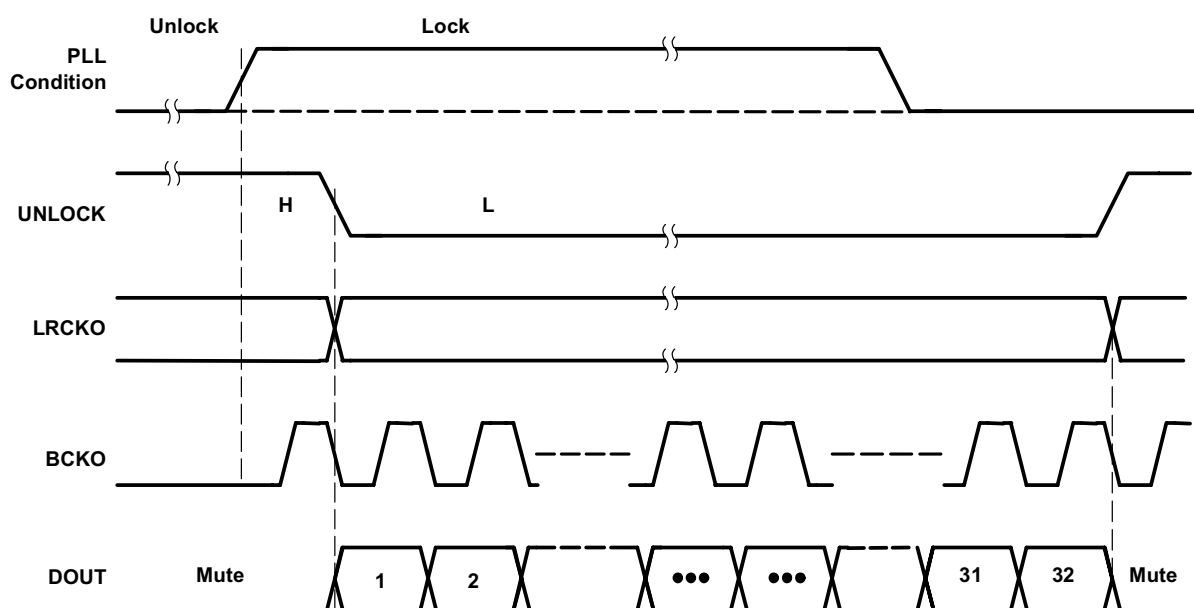 Unlock Lock
PLL
Condition
UNLOCK H L
LRCKO
BCKO
DOUT Mute 1 2 ●●● ●●● 31 32 Mute